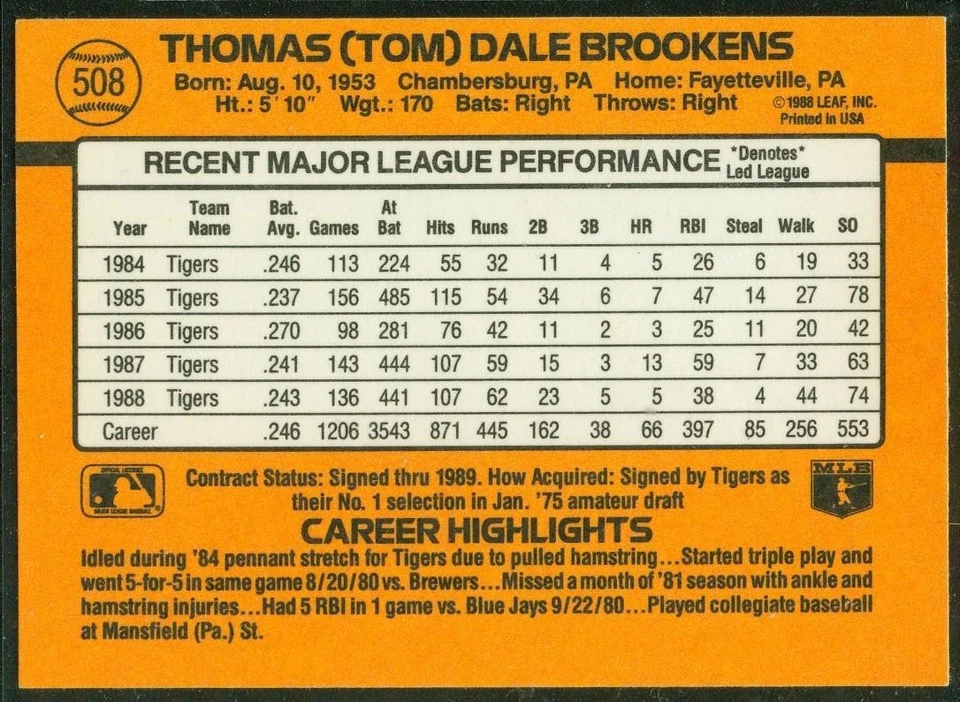 508
THOMAS (TOM) DALE BROOKENS
Born: Aug. 10, 1953 Chambersburg, PA Home: Fayetteville, PA
Ht.: 5' 10" Wgt.: 170 Bats: Right Throws: Right ©1988 LEAF, INC.
Printed in USA
RECENT MAJOR LEAGUE PERFORMANCE *Denotes*
Led League
Year Team Name Bat. Avg. Games At Bat Hits Runs 2B 3B HR RBI Steal Walk SO
1984 Tigers .246 113 224 55 32 11 4 5 26 6 19 33
1985 Tigers .237 156 485 115 54 34 6 7 47 14 27 78
1986 Tigers .270 98 281 76 42 11 2 3 25 11 20 42
1987 Tigers .241 143 444 107 59 15 3 13 59 7 33 63
1988 Tigers .243 136 441 107 62 23 5 5 38 4 44 74
Career .246 1206 3543 871 445 162 38 66 397 85 256 553
OFFICIAL LICENSEE
MAJOR LEAGUE BASEBALL
Contract Status: Signed thru 1989. How Acquired: Signed by Tigers as
their No. 1 selection in Jan. '75 amateur draft
MLB
CAREER HIGHLIGHTS
Idled during '84 pennant stretch for Tigers due to pulled hamstring...Started triple play and
went 5-for-5 in same game 8/20/80 vs. Brewers...Missed a month of '81 season with ankle and
hamstring injuries...Had 5 RBI in 1 game vs. Blue Jays 9/22/80...Played collegiate baseball
at Mansfield (Pa.) St.